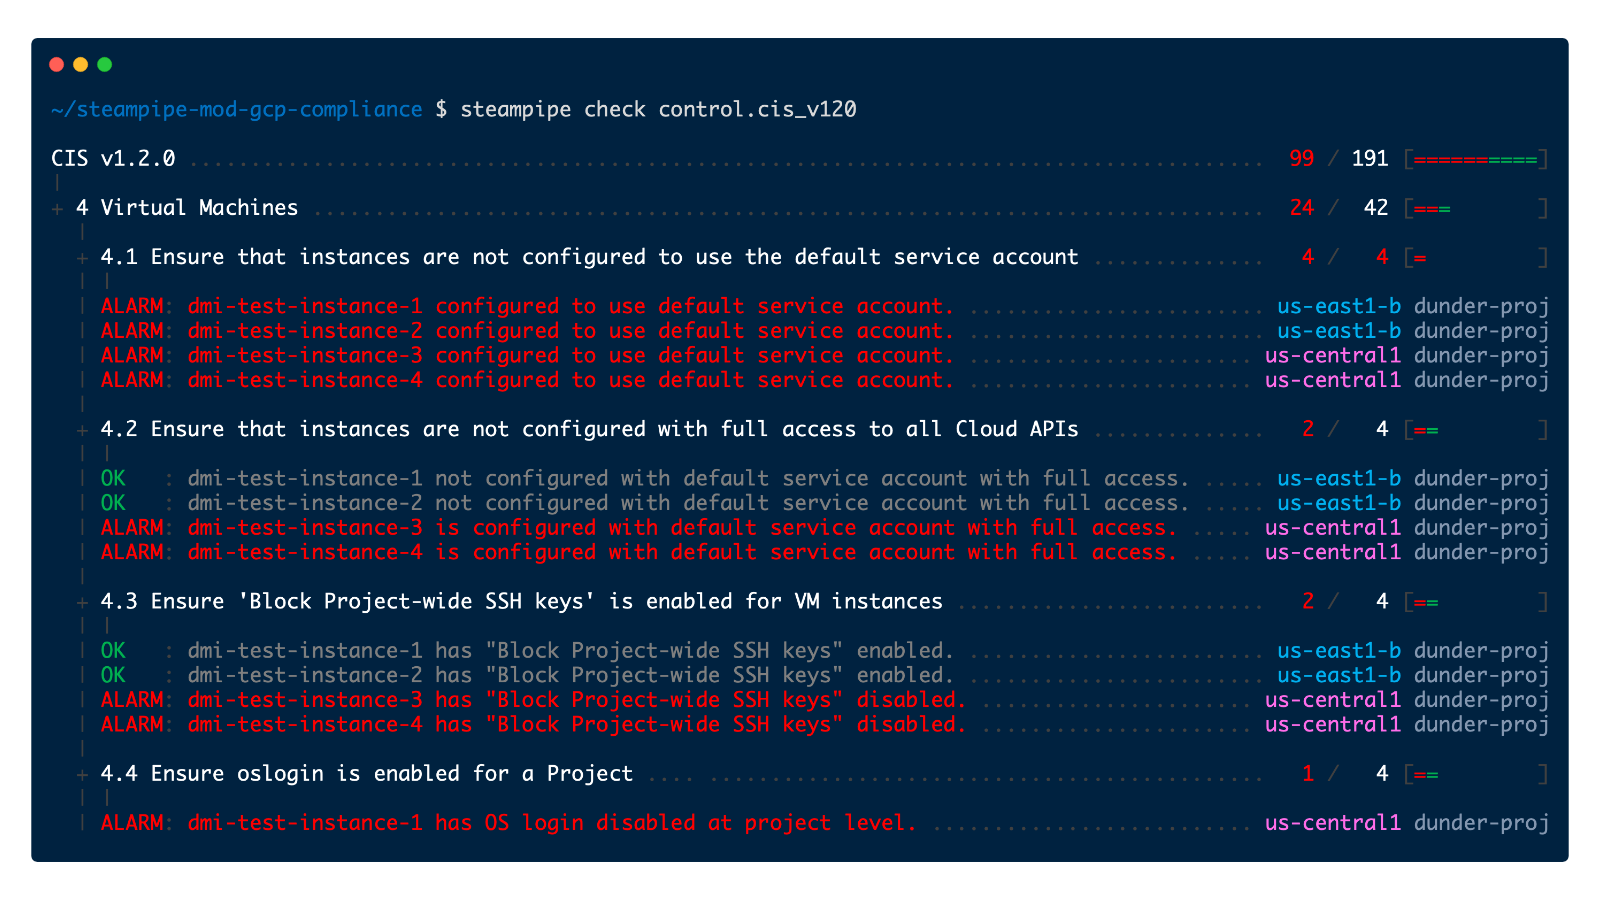 ~/steampipe-mod-gcp-compliance $ steampipe check control.cis_v120
CIS v1.2.0 ...................................................................................... 99 / 191 [==========]
|
+ 4 Virtual Machines ............................................................................ 24 / 42 [=== ]
|
+ 4.1 Ensure that instances are not configured to use the default service account .............. 4 / 4 [= ]
| |
| ALARM: dmi-test-instance-1 configured to use default service account. ........................ us-east1-b dunder-proj
| ALARM: dmi-test-instance-2 configured to use default service account. ........................ us-east1-b dunder-proj
| ALARM: dmi-test-instance-3 configured to use default service account. ....................... us-central1 dunder-proj
| ALARM: dmi-test-instance-4 configured to use default service account. ....................... us-central1 dunder-proj
|
+ 4.2 Ensure that instances are not configured with full access to all Cloud APIs .............. 2 / 4 [== ]
| |
| OK : dmi-test-instance-1 not configured with default service account with full access. ..... us-east1-b dunder-proj
| OK : dmi-test-instance-2 not configured with default service account with full access. ..... us-east1-b dunder-proj
| ALARM: dmi-test-instance-3 is configured with default service account with full access. ..... us-central1 dunder-proj
| ALARM: dmi-test-instance-4 is configured with default service account with full access. ..... us-central1 dunder-proj
|
+ 4.3 Ensure 'Block Project-wide SSH keys' is enabled for VM instances ......................... 2 / 4 [== ]
| |
| OK : dmi-test-instance-1 has "Block Project-wide SSH keys" enabled. ........................ us-east1-b dunder-proj
| OK : dmi-test-instance-2 has "Block Project-wide SSH keys" enabled. ........................ us-east1-b dunder-proj
| ALARM: dmi-test-instance-3 has "Block Project-wide SSH keys" disabled. ...................... us-central1 dunder-proj
| ALARM: dmi-test-instance-4 has "Block Project-wide SSH keys" disabled. ...................... us-central1 dunder-proj
|
+ 4.4 Ensure oslogin is enabled for a Project .... ............................................. 1 / 4 [== ]
| |
| ALARM: dmi-test-instance-1 has OS login disabled at project level. .......................... us-central1 dunder-proj